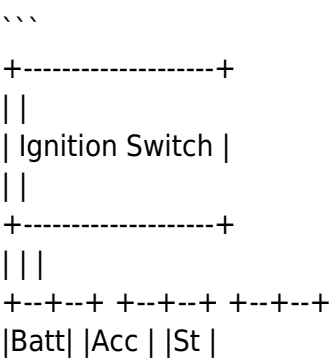 ```
+---------------------+
| |
| Ignition Switch |
| |
+---------------------+
| | |
+--+--+ +--+--+ +--+--+
|Batt| |Acc | |St |